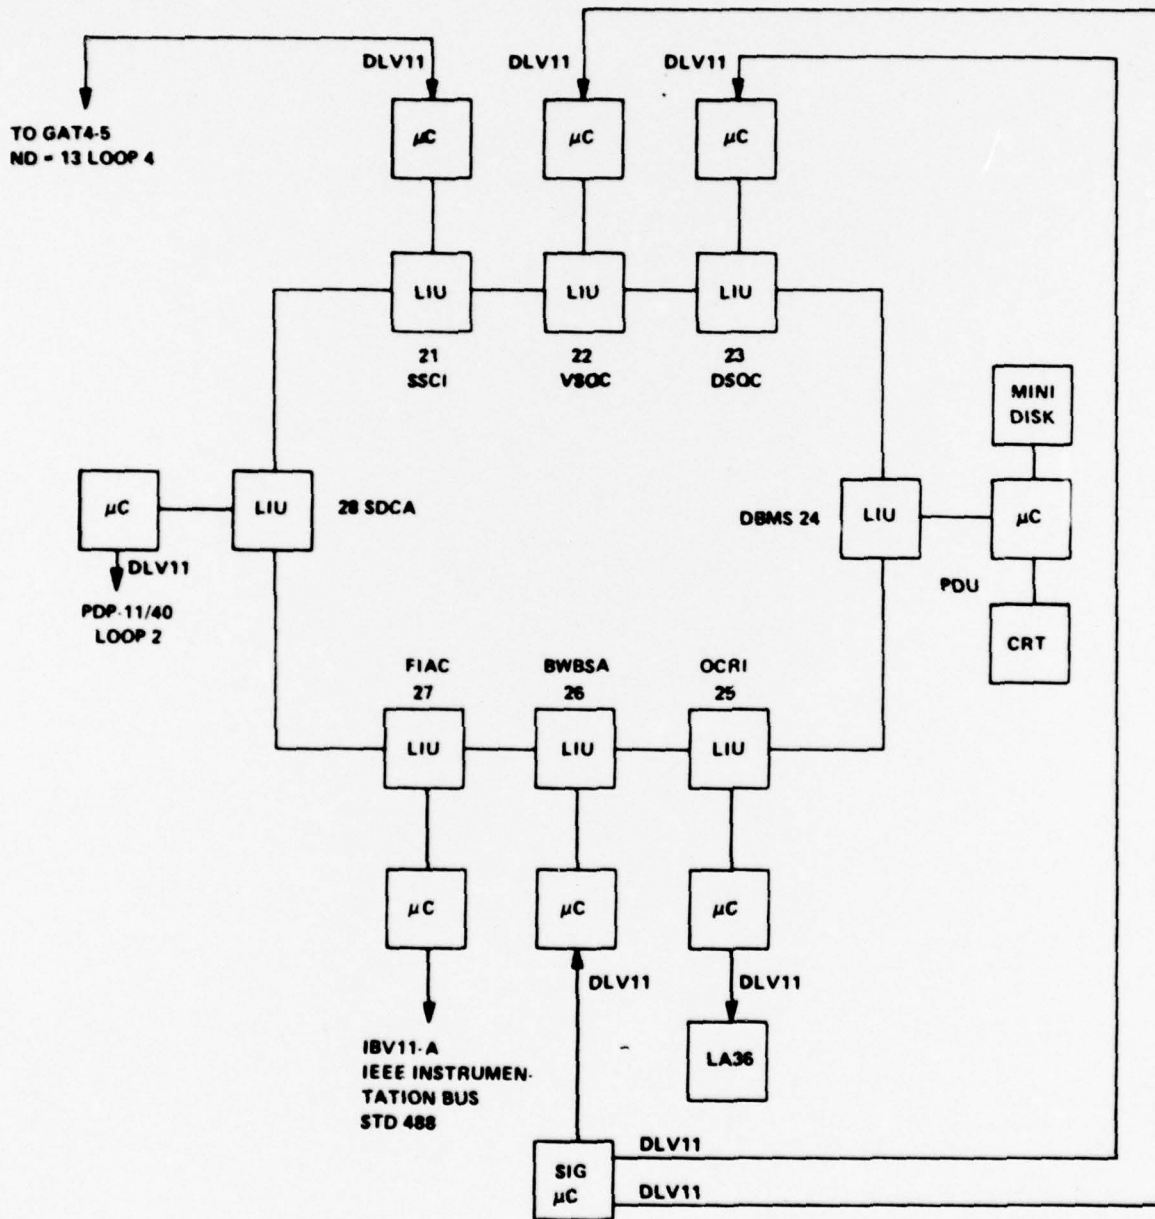 DLV11
DLV11
DLV11
µC
µC
µC
TO GAT4-5
ND = 13 LOOP 4
LIU
LIU
LIU
21
SSCI
22
VSQC
23
DSQC
MINI
DISK
µC
LIU
28 SDCA
DBMS 24
LIU
µC
DLV11
PDU
PDP-11/40
LOOP 2
CRT
FIAC
27
BWBSA
26
OCRI
25
LIU
LIU
LIU
µC
µC
µC
DLV11
DLV11
IBV11-A
IEEE INSTRUMEN-
TATION BUS
STD 488
LA36
SIG
µC
DLV11
DLV11